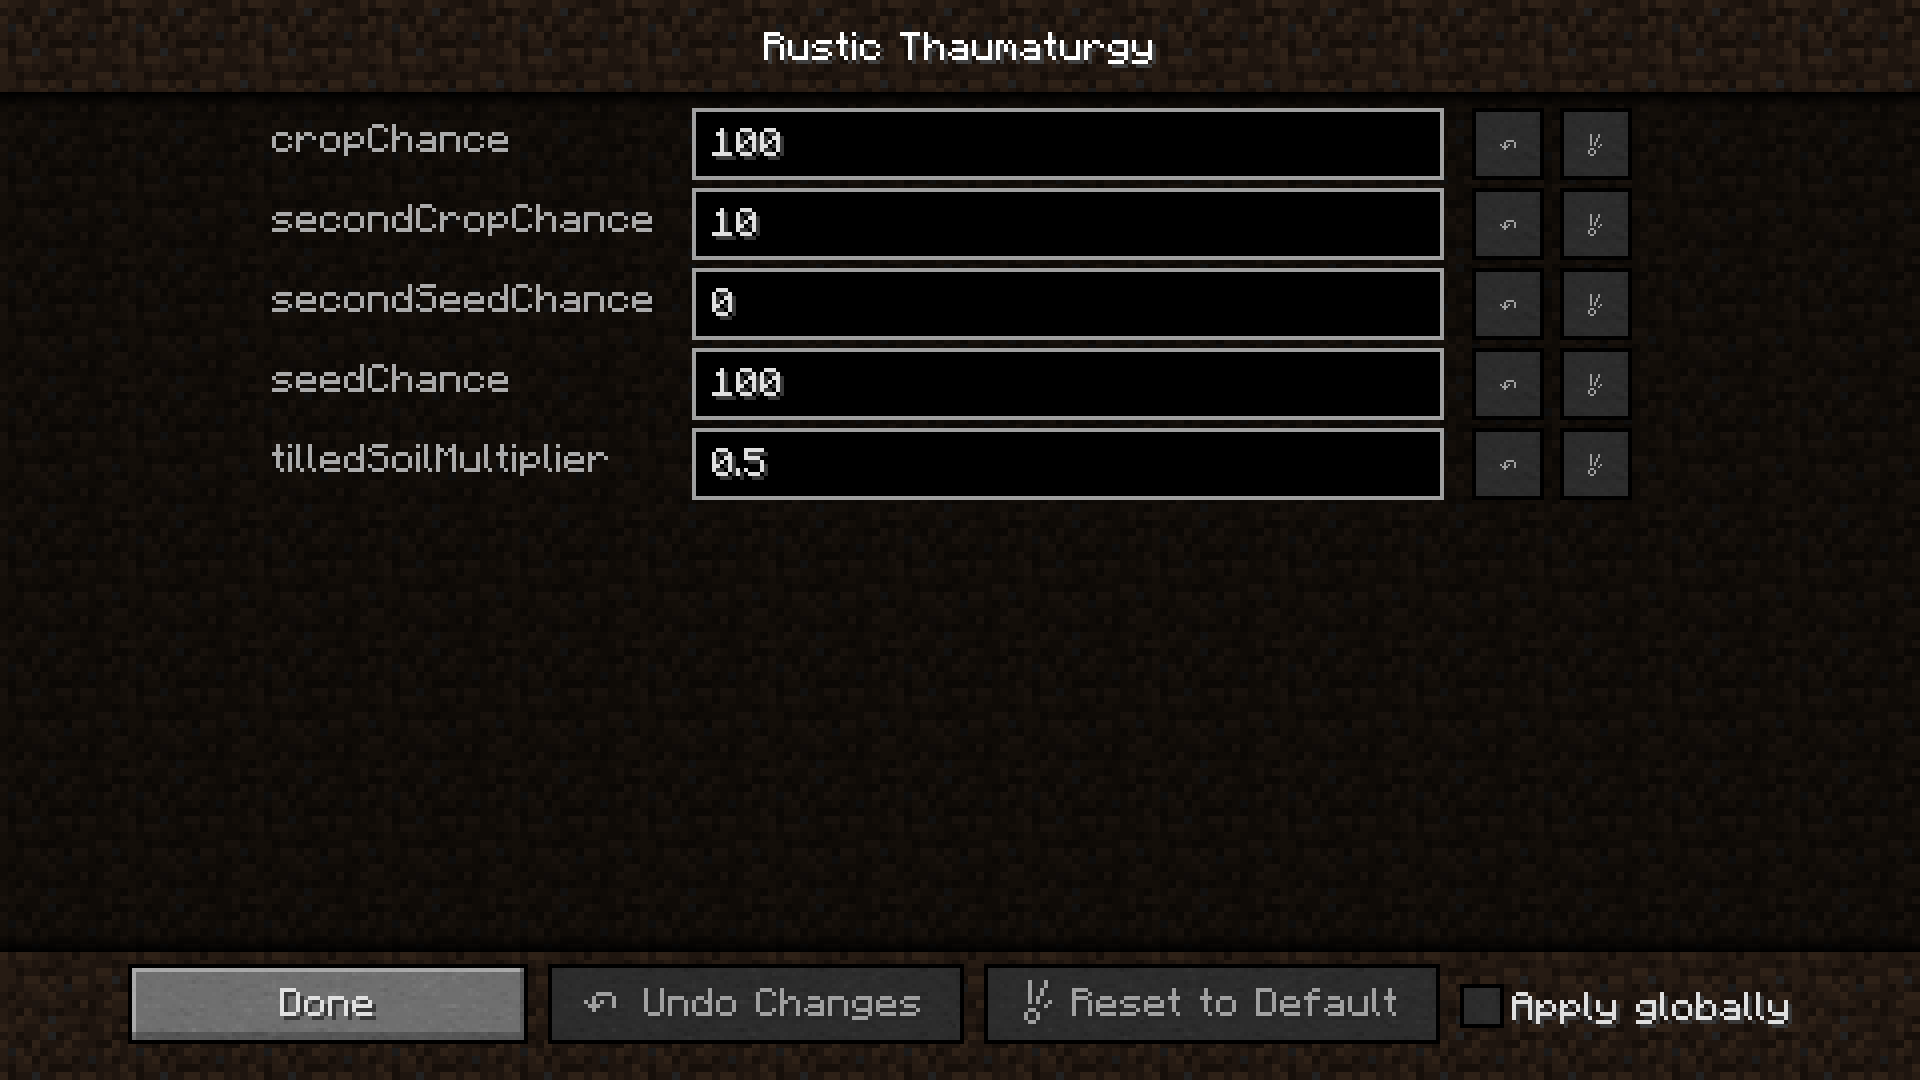 Rustic Thaumaturgy
cropChance 100
secondCropChance 10
secondSeedChance 0
seedChance 100
tilledSoilMultiplier 0.5
Done Undo Changes Reset to Default Apply globally